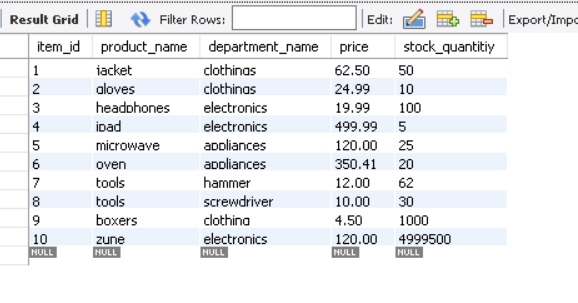 Result Grid Filter Rows: Edit: Export/Impo
item_id product_name department_name price stock_quantitiy
1 jacket clothings 62.50 50
2 gloves clothings 24.99 10
3 headphones electronics 19.99 100
4 ipad electronics 499.99 5
5 microwave appliances 120.00 25
6 oven appliances 350.41 20
7 tools hammer 12.00 62
8 tools screwdriver 10.00 30
9 boxers clothing 4.50 1000
10 zune electronics 120.00 4999500
NULL NULL NULL NULL NULL